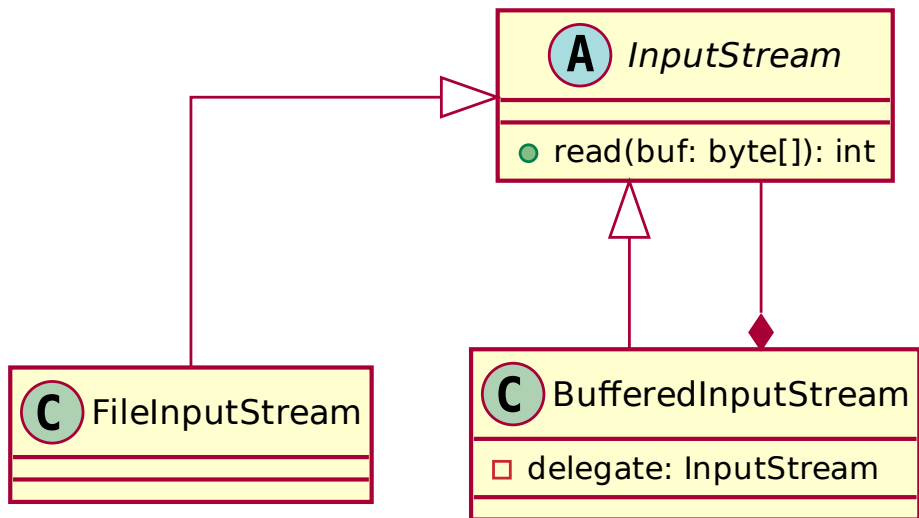 A InputStream
read(buf: byte[]): int
C FileInputStream
C BufferedInputStream
delegate: InputStream